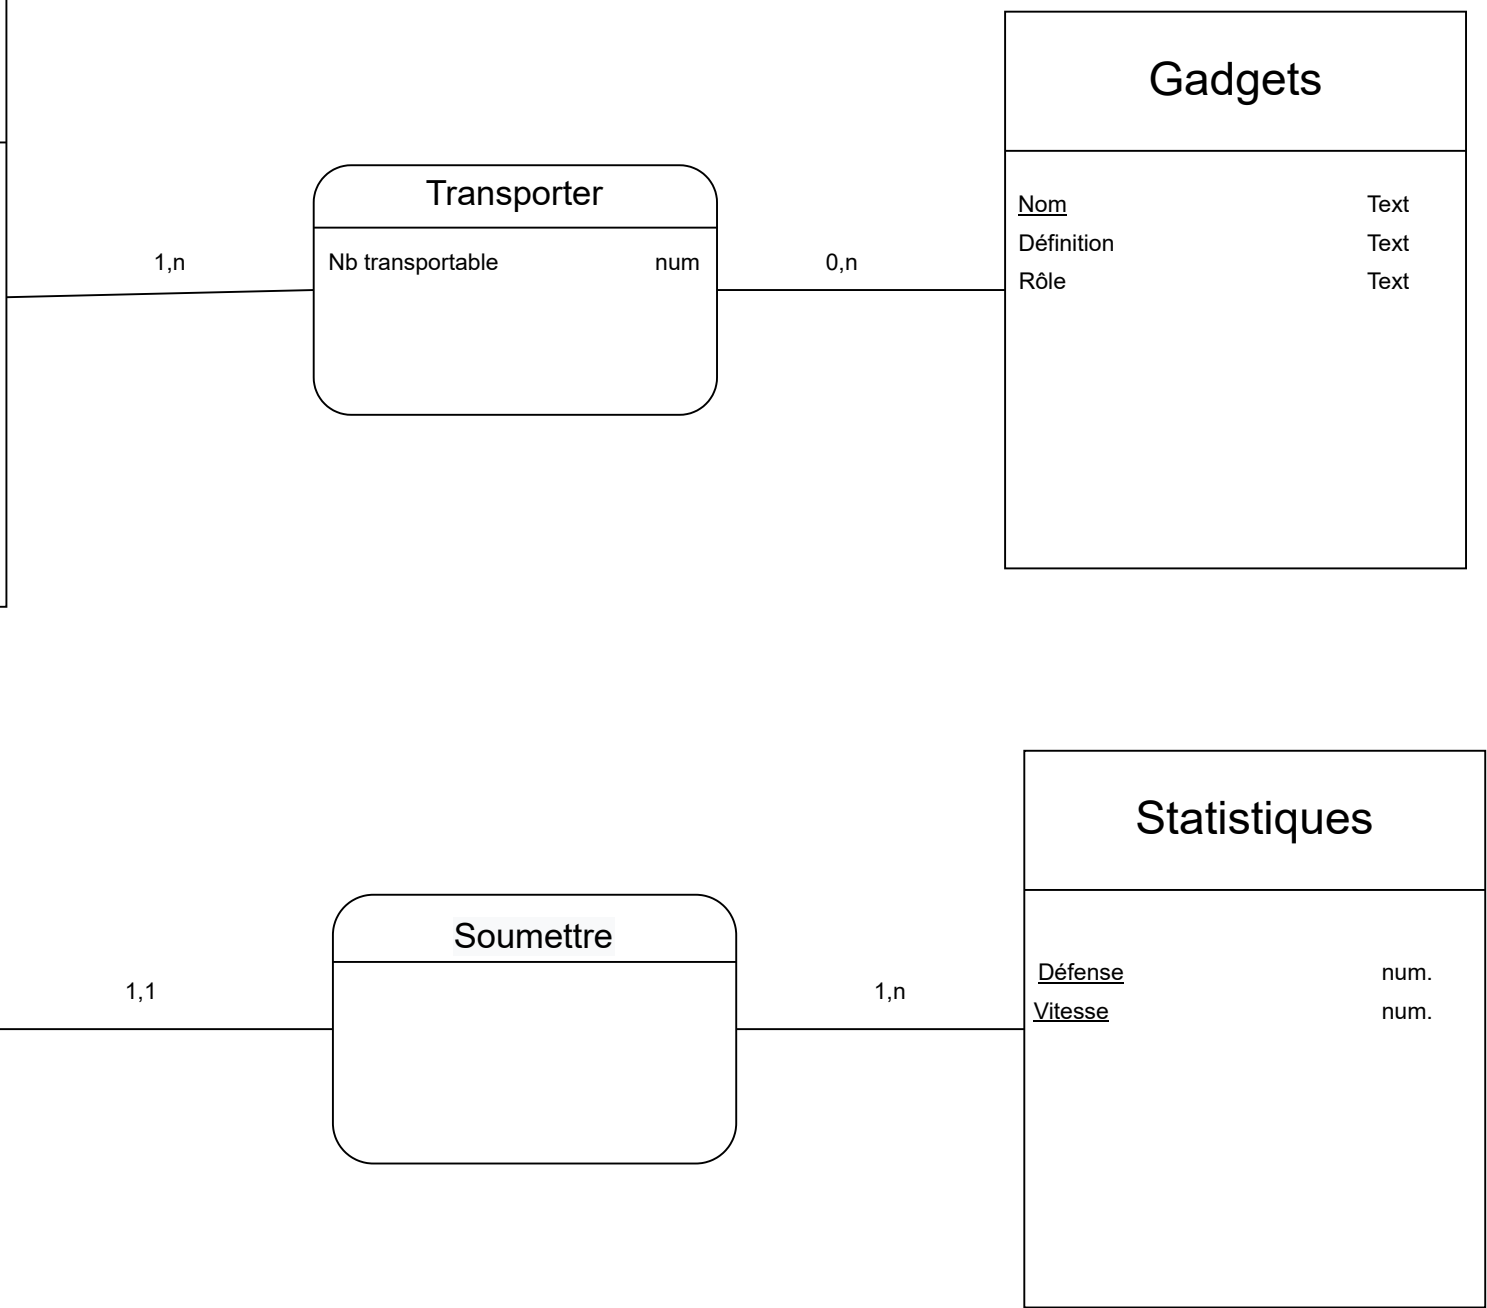 Gadgets
Nom Text
Définition Text
Rôle Text
Transporter
Nb transportable num
1,n
0,n
Statistiques
Défense num.
Vitesse num.
Soumettre
1,1
1,n